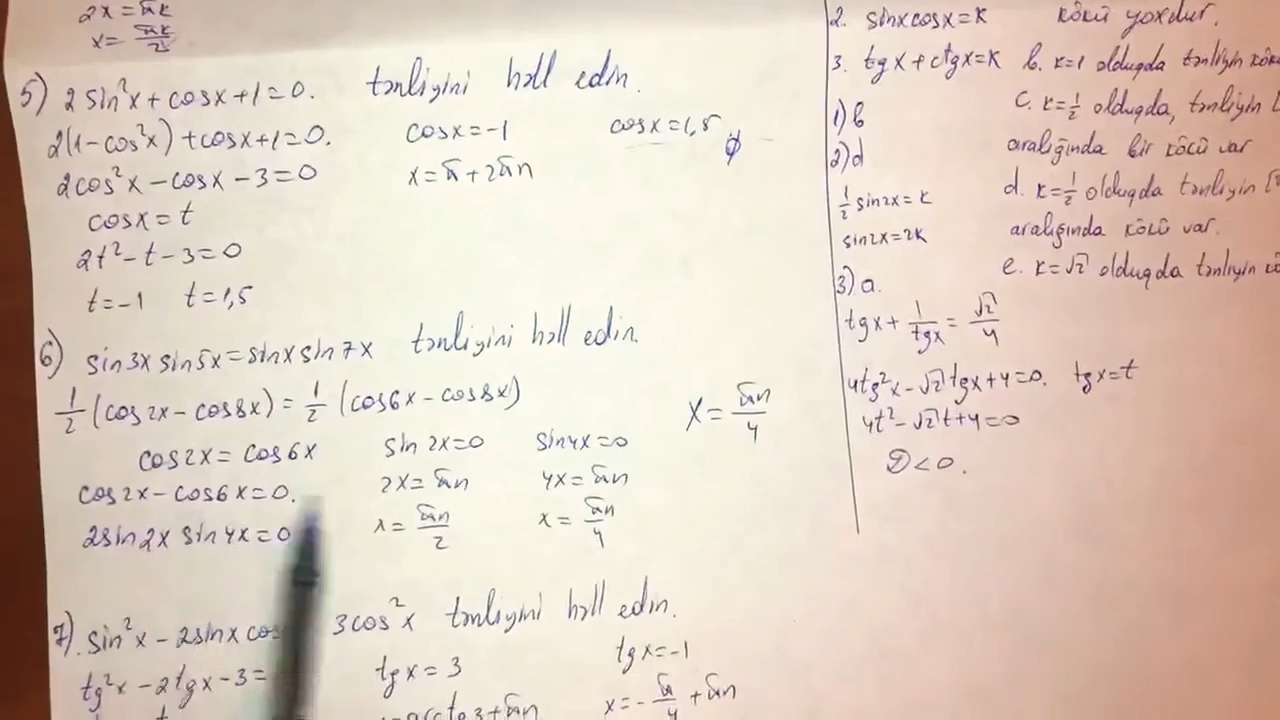 2x=πk
x=πk/2
5) 2sin²x+cosx+1=0. tənliyini həll edin.
2(1-cos²x)+cosx+1=0. cosx=-1 cosx=1,5 ∅
2cos²x-cosx-3=0 x=π+2πn
cosx=t
2t²-t-3=0
t=-1 t=1,5
6) sin3x sin5x=sinx sin7x tənliyini həll edin.
1/2(cos2x-cos8x)=1/2(cos6x-cos8x)
cos2x=cos6x sin2x=0 sin4x=0 x=πn/4
cos2x-cos6x=0. 2x=πn 4x=πn
2sin2x sin4x=0 x=πn/2 x=πn/4
7). sin²x-2sinx cos 3cos²x tənliyini həll edin.
tg²x-2tgx-3= tgx=3 tgx=-1
x=-π/4+πn
2. sinxcosx=k kökü yoxdur.
3. tgx+ctgx=k b. k=1 olduqda tənliyin
1) b c. k=1/2 olduqda, tənliyin
2) d aralığında bir kökü var
1/2sin2x=k d. k=1/2 olduqda tənliyin
sin2x=2k aralığında kökü var.
3) a. e. k=√2 olduqda tənliyin
tgx+1/tgx=√2/4
4tg²x-√2tgx+4=0. tgx=t
4t²-√2t+4=0
D<0.